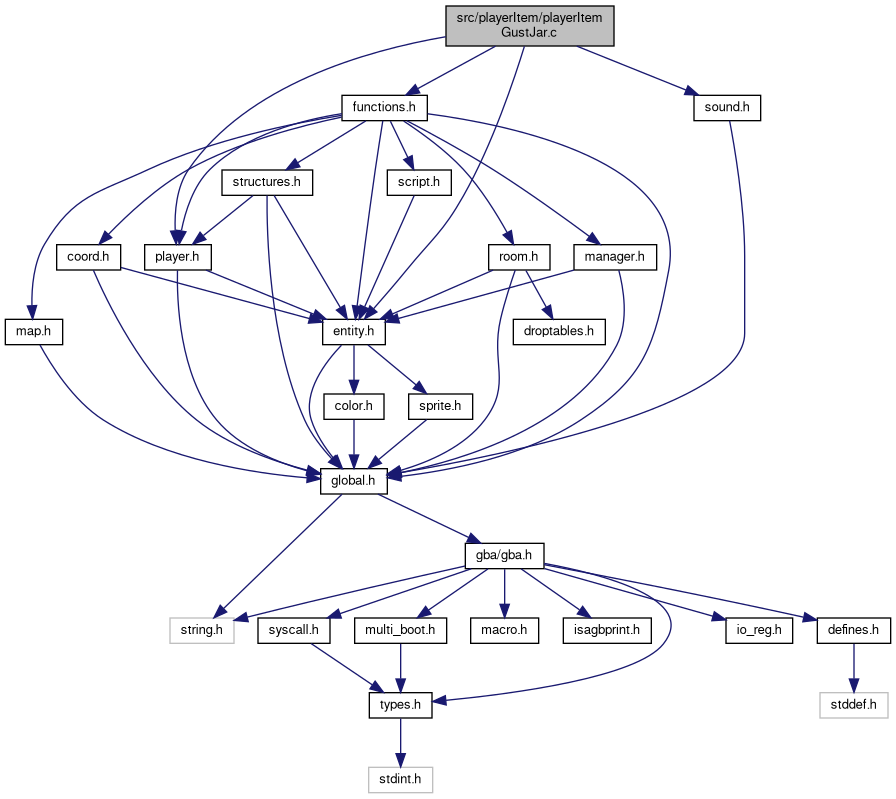 src/playerItem/playerItem
GustJar.c
functions.h
sound.h
structures.h
script.h
coord.h
player.h
room.h
manager.h
map.h
entity.h
droptables.h
color.h
sprite.h
global.h
gba/gba.h
string.h
syscall.h
multi_boot.h
macro.h
isagbprint.h
io_reg.h
defines.h
types.h
stddef.h
stdint.h